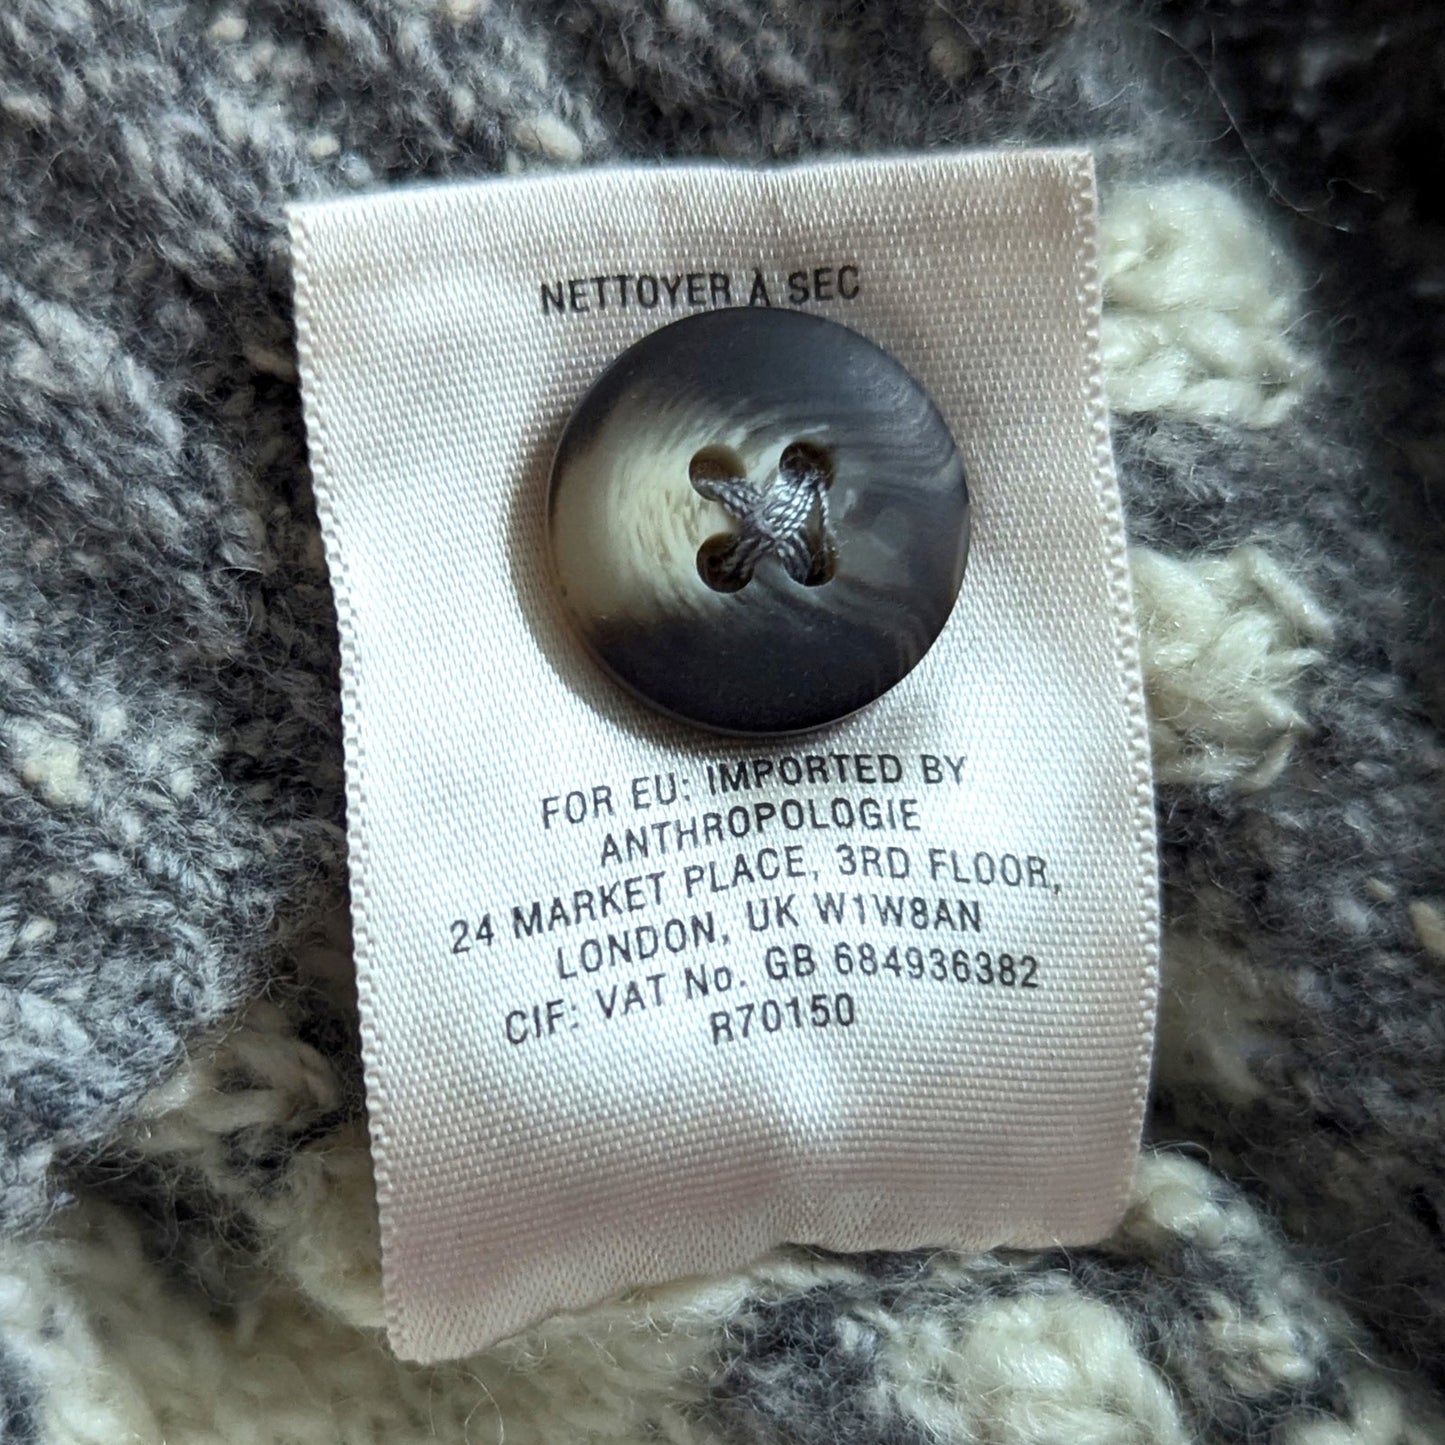 NETTOYER À SEC
FOR EU: IMPORTED BY
ANTHROPOLOGIE
24 MARKET PLACE, 3RD FLOOR,
LONDON, UK W1W8AN
CIF: VAT No. GB 684936382
R70150